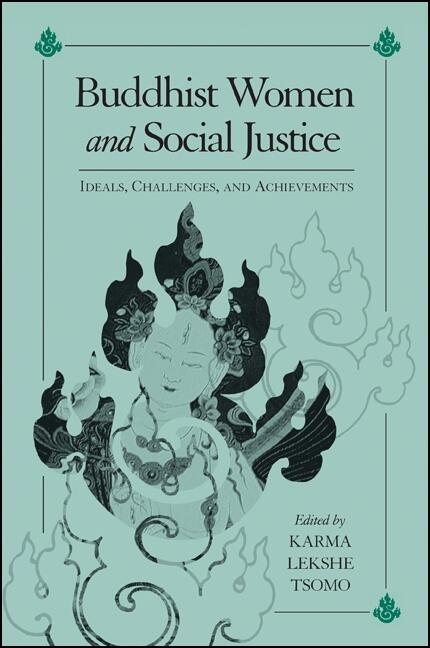 Buddhist Women
and Social Justice
IDEALS, CHALLENGES, AND ACHIEVEMENTS
Edited by
KARMA
LEKSHE
TSOMO